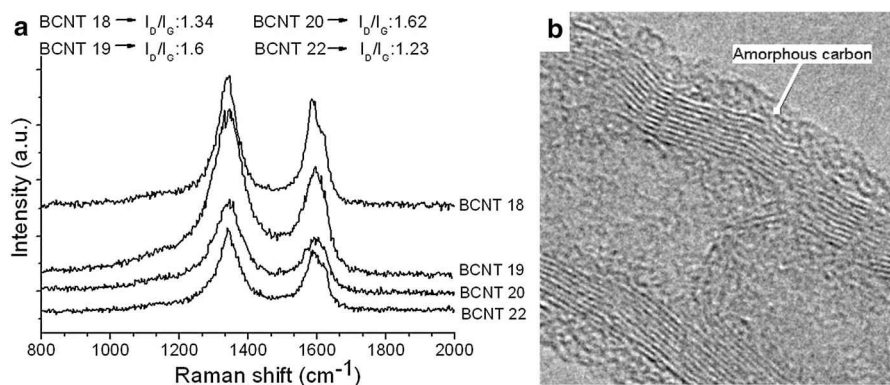 a
BCNT 18 → I_D/I_G:1.34 BCNT 20 → I_D/I_G:1.62
BCNT 19 → I_D/I_G:1.6 BCNT 22 → I_D/I_G:1.23
Intensity (a.u.)
BCNT 18
BCNT 19
BCNT 20
BCNT 22
800 1000 1200 1400 1600 1800 2000
Raman shift (cm⁻¹)
b
Amorphous carbon